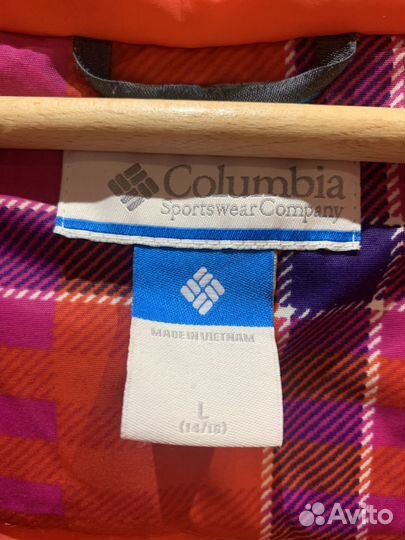 Columbia
Sportswear Company
MADE IN VIETNAM
L
(14/16)
Avito